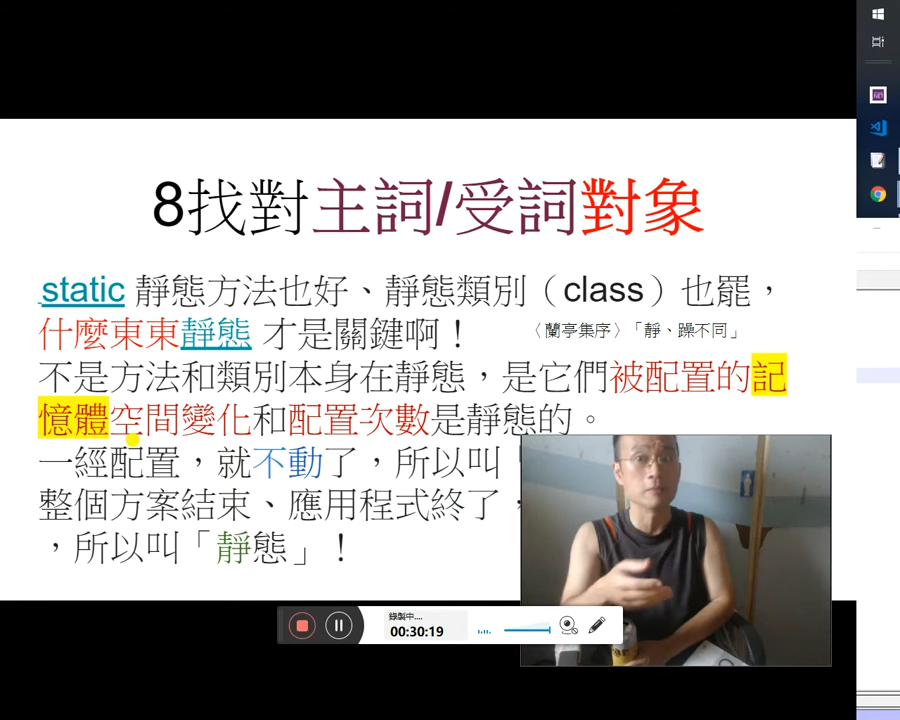 8找對主詞/受詞對象
static 靜態方法也好、靜態類別（class）也罷，
什麼東東靜態 才是關鍵啊！
〈蘭亭集序〉「靜、躁不同」
不是方法和類別本身在靜態，是它們被配置的記
憶體空間變化和配置次數是靜態的。
一經配置，就不動了，所以叫「
整個方案結束、應用程式終了，
，所以叫「靜態」！
錄製中....
00:30:19